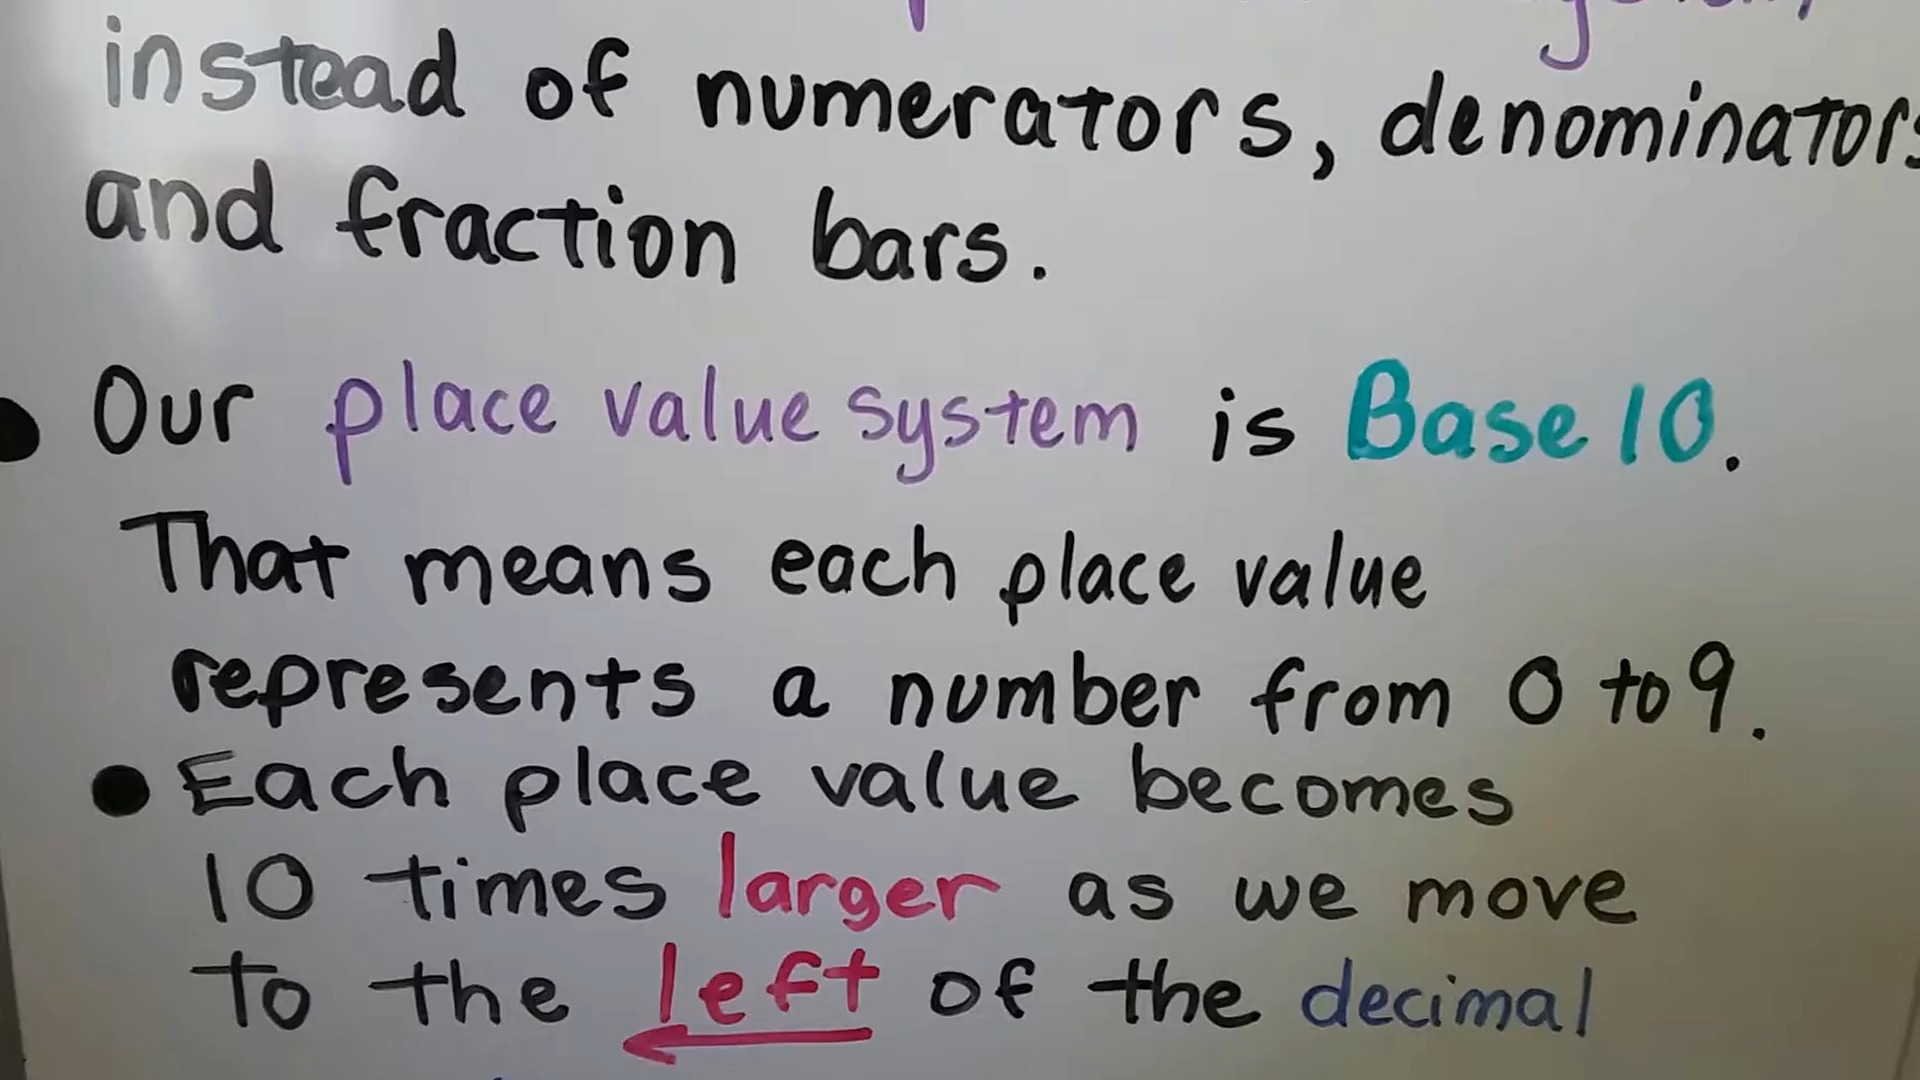 instead of numerators, denominators
and fraction bars.
Our place value system is Base 10.
That means each place value
represents a number from 0 to 9.
Each place value becomes
10 times larger as we move
to the left of the decimal